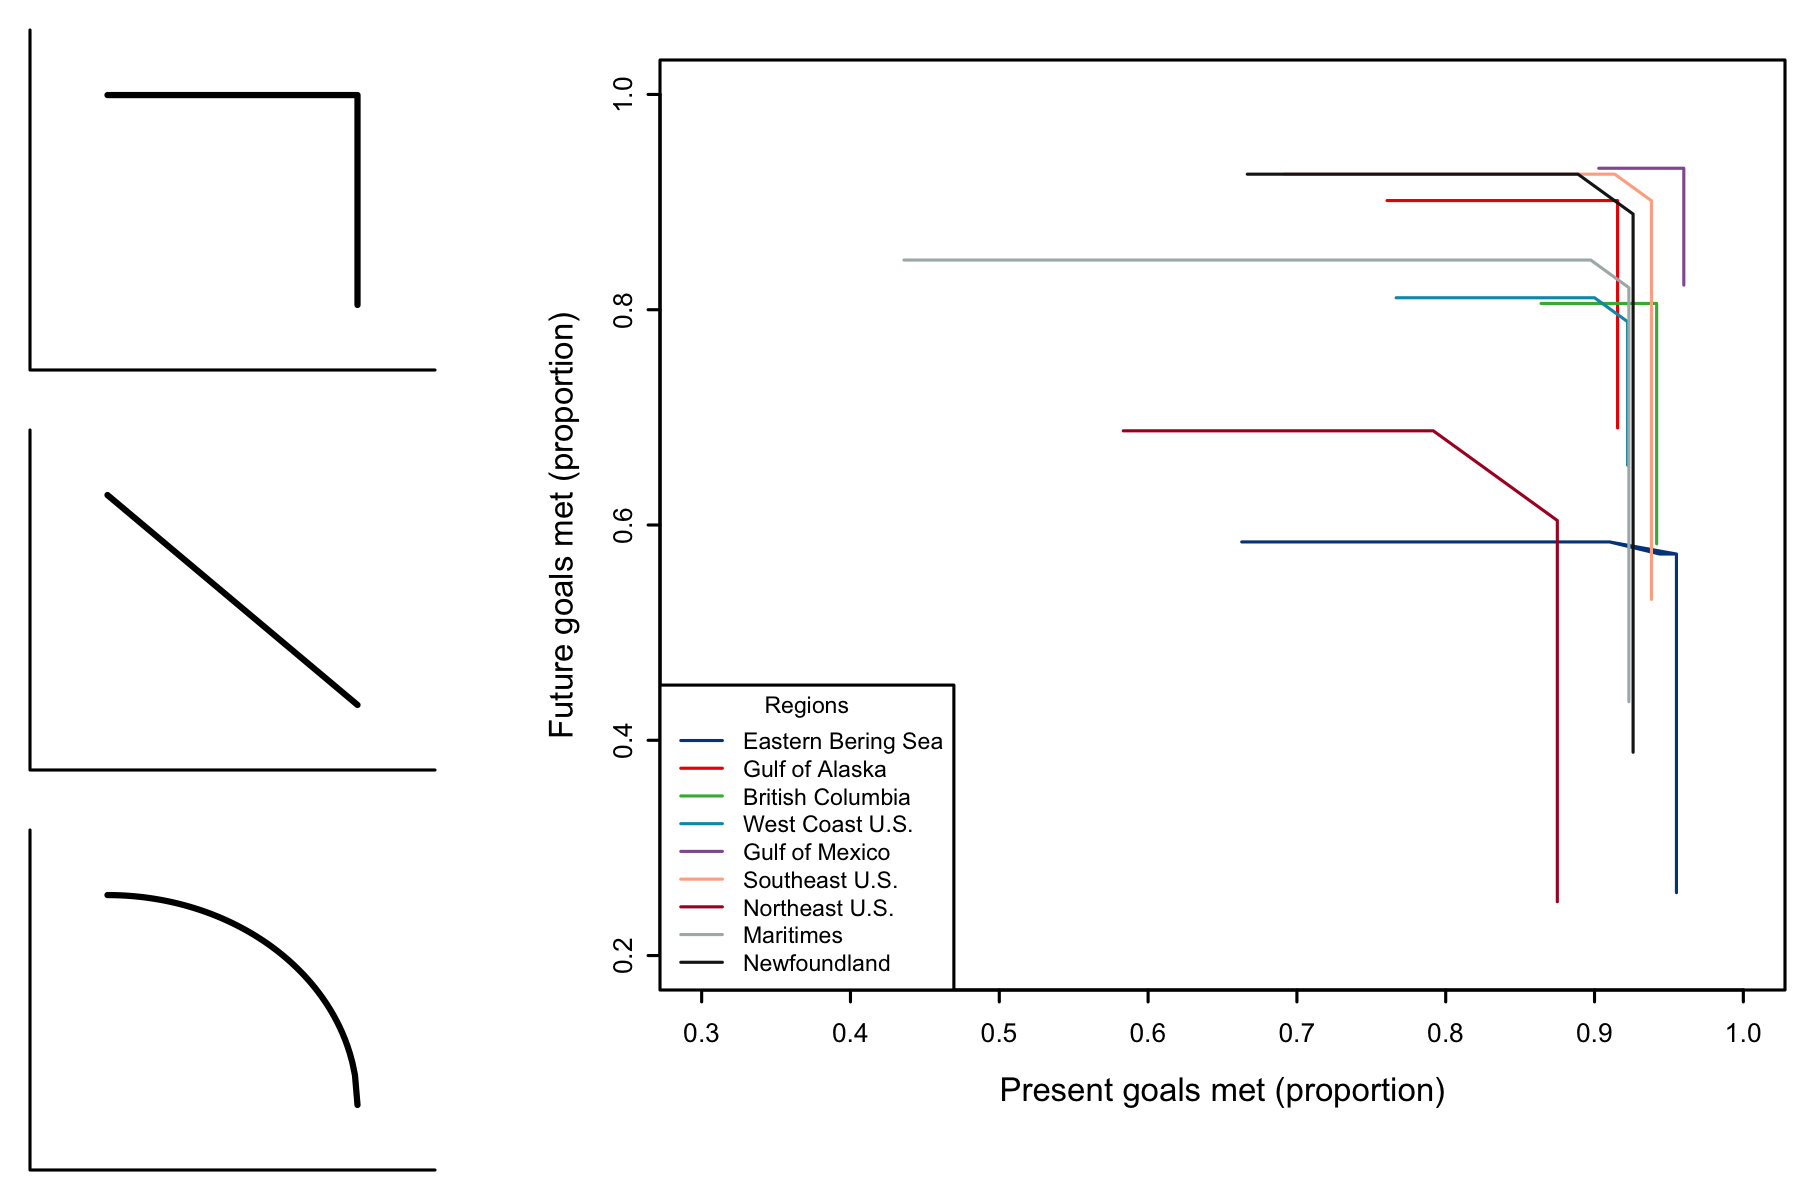 1.0
0.8
0.6
0.4
0.2
Future goals met (proportion)
Regions
Eastern Bering Sea
Gulf of Alaska
British Columbia
West Coast U.S.
Gulf of Mexico
Southeast U.S.
Northeast U.S.
Maritimes
Newfoundland
0.3 0.4 0.5 0.6 0.7 0.8 0.9 1.0
Present goals met (proportion)